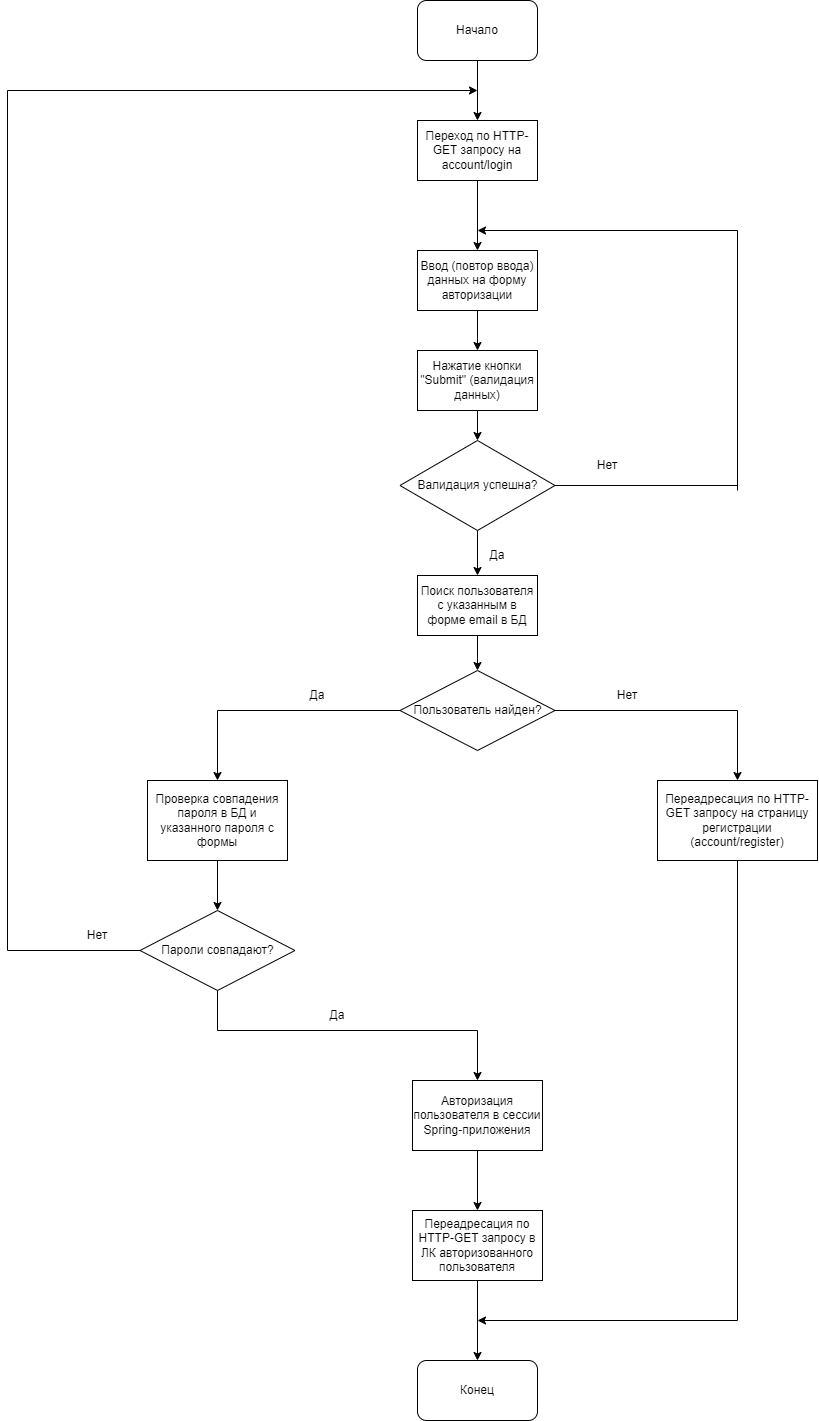 Начало
Переход по HTTP-
GET запросу на
account/login
Ввод (повтор ввода)
данных на форму
авторизации
Нажатие кнопки
"Submit" (валидация
данных)
Валидация успешна?
Нет
Да
Поиск пользователя
с указанным в
форме email в БД
Пользователь найден?
Да
Нет
Проверка совпадения
пароля в БД и
указанного пароля с
формы
Переадресация по HTTP-
GET запросу на страницу
регистрации
(account/register)
Пароли совпадают?
Нет
Да
Авторизация
пользователя в сессии
Spring-приложения
Переадресация по
HTTP-GET запросу в
ЛК авторизованного
пользователя
Конец